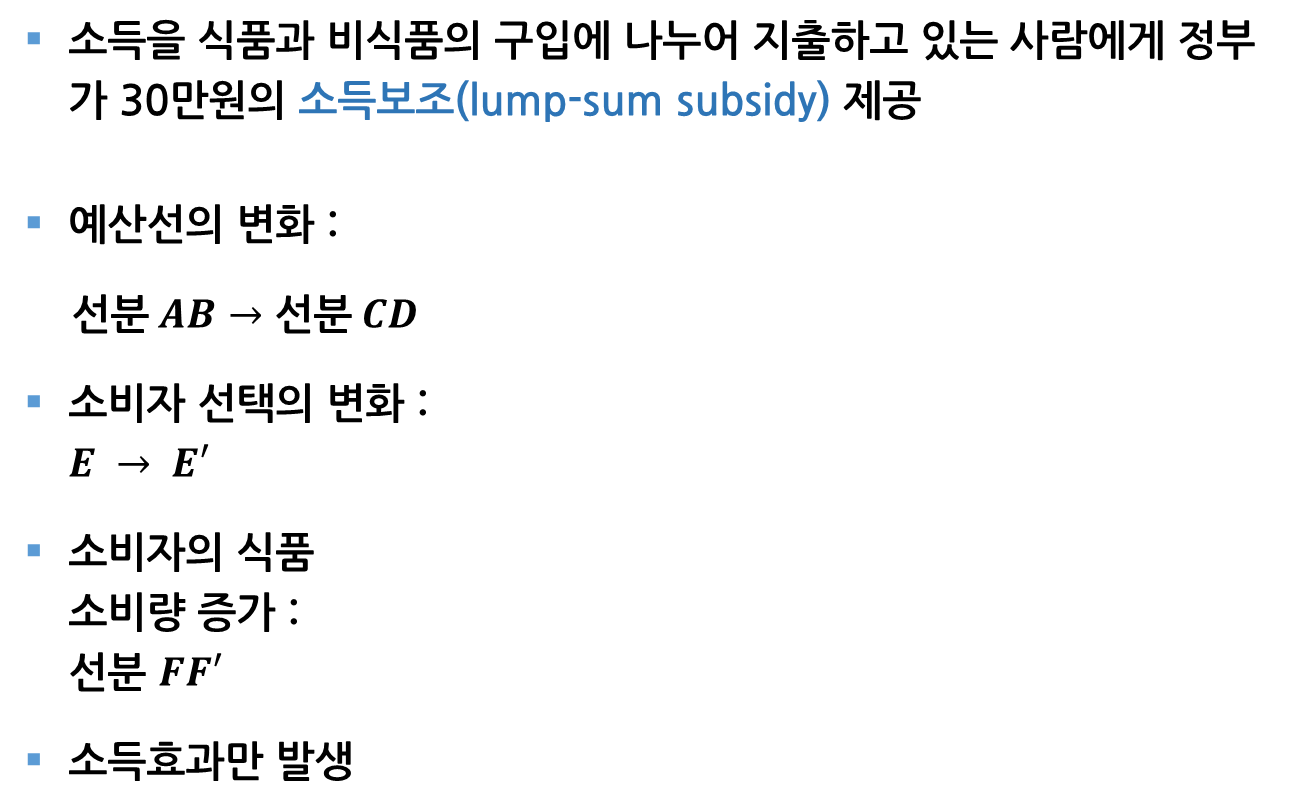 ▪ 소득을 식품과 비식품의 구입에 나누어 지출하고 있는 사람에게 정부
가 30만원의 소득보조(lump-sum subsidy) 제공
▪ 예산선의 변화 :
선분 AB → 선분 CD
▪ 소비자 선택의 변화 :
E → E′
▪ 소비자의 식품
소비량 증가 :
선분 FF′
▪ 소득효과만 발생